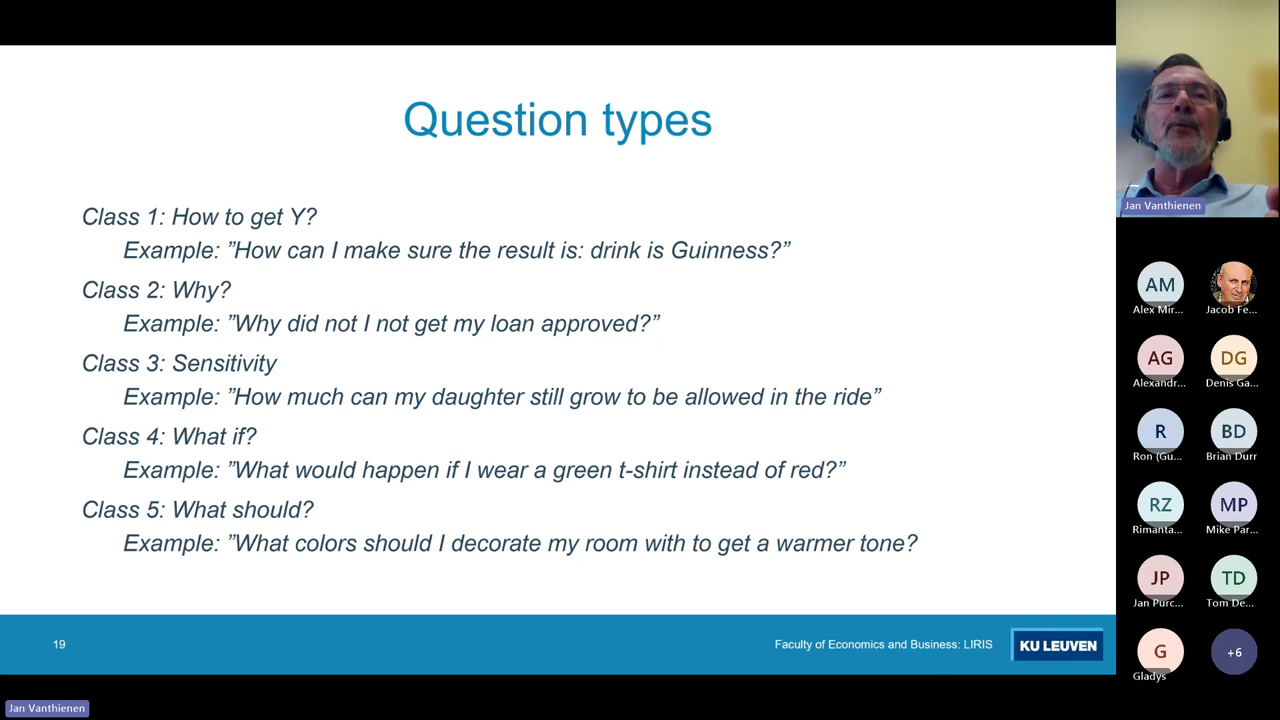 Question types
Class 1: How to get Y?
Example: ”How can I make sure the result is: drink is Guinness?”
Class 2: Why?
Example: ”Why did not I not get my loan approved?”
Class 3: Sensitivity
Example: ”How much can my daughter still grow to be allowed in the ride”
Class 4: What if?
Example: ”What would happen if I wear a green t-shirt instead of red?”
Class 5: What should?
Example: ”What colors should I decorate my room with to get a warmer tone?
19
Faculty of Economics and Business: LIRIS
KU LEUVEN
Jan Vanthienen
Jan Vanthienen
AM
Alex Mir...
Jacob Fe...
AG
Alexandr...
DG
Denis Ga...
R
Ron (Gu...
BD
Brian Durr
RZ
Rimanta...
MP
Mike Par...
JP
Jan Purc...
TD
Tom De...
G
Gladys
+6